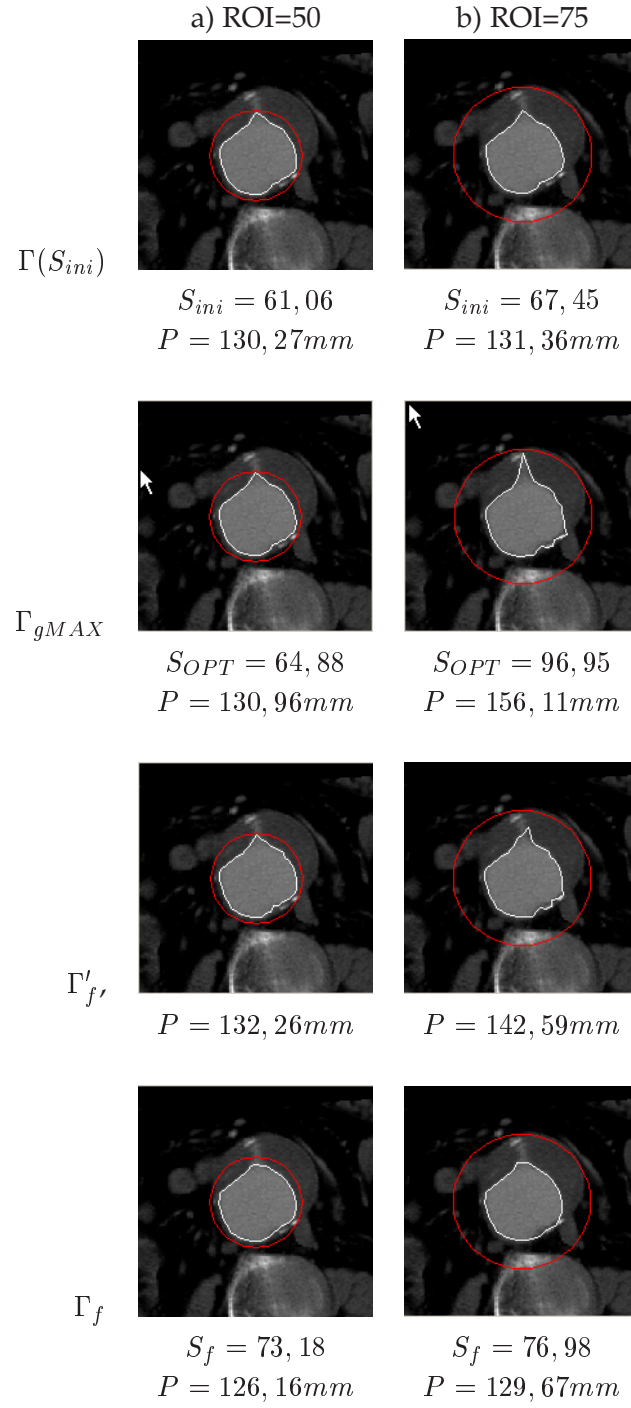 a) ROI=50 b) ROI=75
Γ(S_ini)
S_ini = 61, 06 S_ini = 67, 45
P = 130, 27mm P = 131, 36mm
Γ_gMAX
S_OPT = 64, 88 S_OPT = 96, 95
P = 130, 96mm P = 156, 11mm
Γ′_f,
P = 132, 26mm P = 142, 59mm
Γ_f
S_f = 73, 18 S_f = 76, 98
P = 126, 16mm P = 129, 67mm